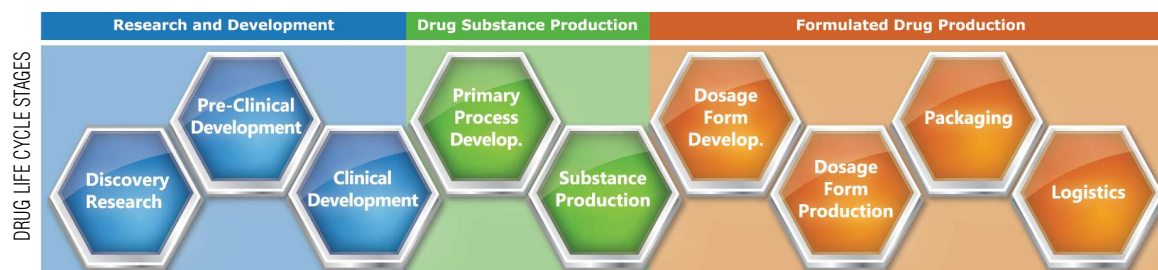 DRUG LIFE CYCLE STAGES
Research and Development
Drug Substance Production
Formulated Drug Production
Discovery
Research
Pre-Clinical
Development
Clinical
Development
Primary
Process
Develop.
Substance
Production
Dosage
Form
Develop.
Dosage
Form
Production
Packaging
Logistics